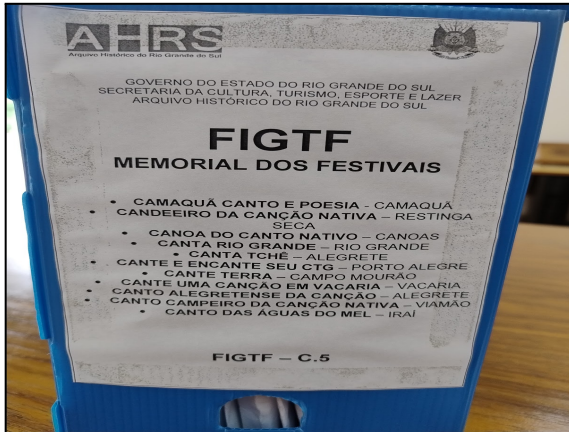 AHRS
Arquivo Histórico do Rio Grande do Sul
GOVERNO DO ESTADO DO RIO GRANDE DO SUL
SECRETARIA DA CULTURA, TURISMO, ESPORTE E LAZER
ARQUIVO HISTÓRICO DO RIO GRANDE DO SUL
FIGTF
MEMORIAL DOS FESTIVAIS
• CAMAQUÃ CANTO E POESIA - CAMAQUÃ
• CANDEEIRO DA CANÇÃO NATIVA – RESTINGA
SECA
• CANOA DO CANTO NATIVO – CANOAS
• CANTA RIO GRANDE – RIO GRANDE
• CANTA TCHÊ – ALEGRETE
• CANTE E ENCANTE SEU CTG – PORTO ALEGRE
• CANTE TERRA – CAMPO MOURÃO
• CANTE UMA CANÇÃO EM VACARIA – VACARIA
• CANTO ALEGRETENSE DA CANÇÃO – ALEGRETE
• CANTO CAMPEIRO DA CANÇÃO NATIVA – VIAMÃO
• CANTO DAS ÁGUAS DO MEL – IRAÍ
FIGTF – C.5